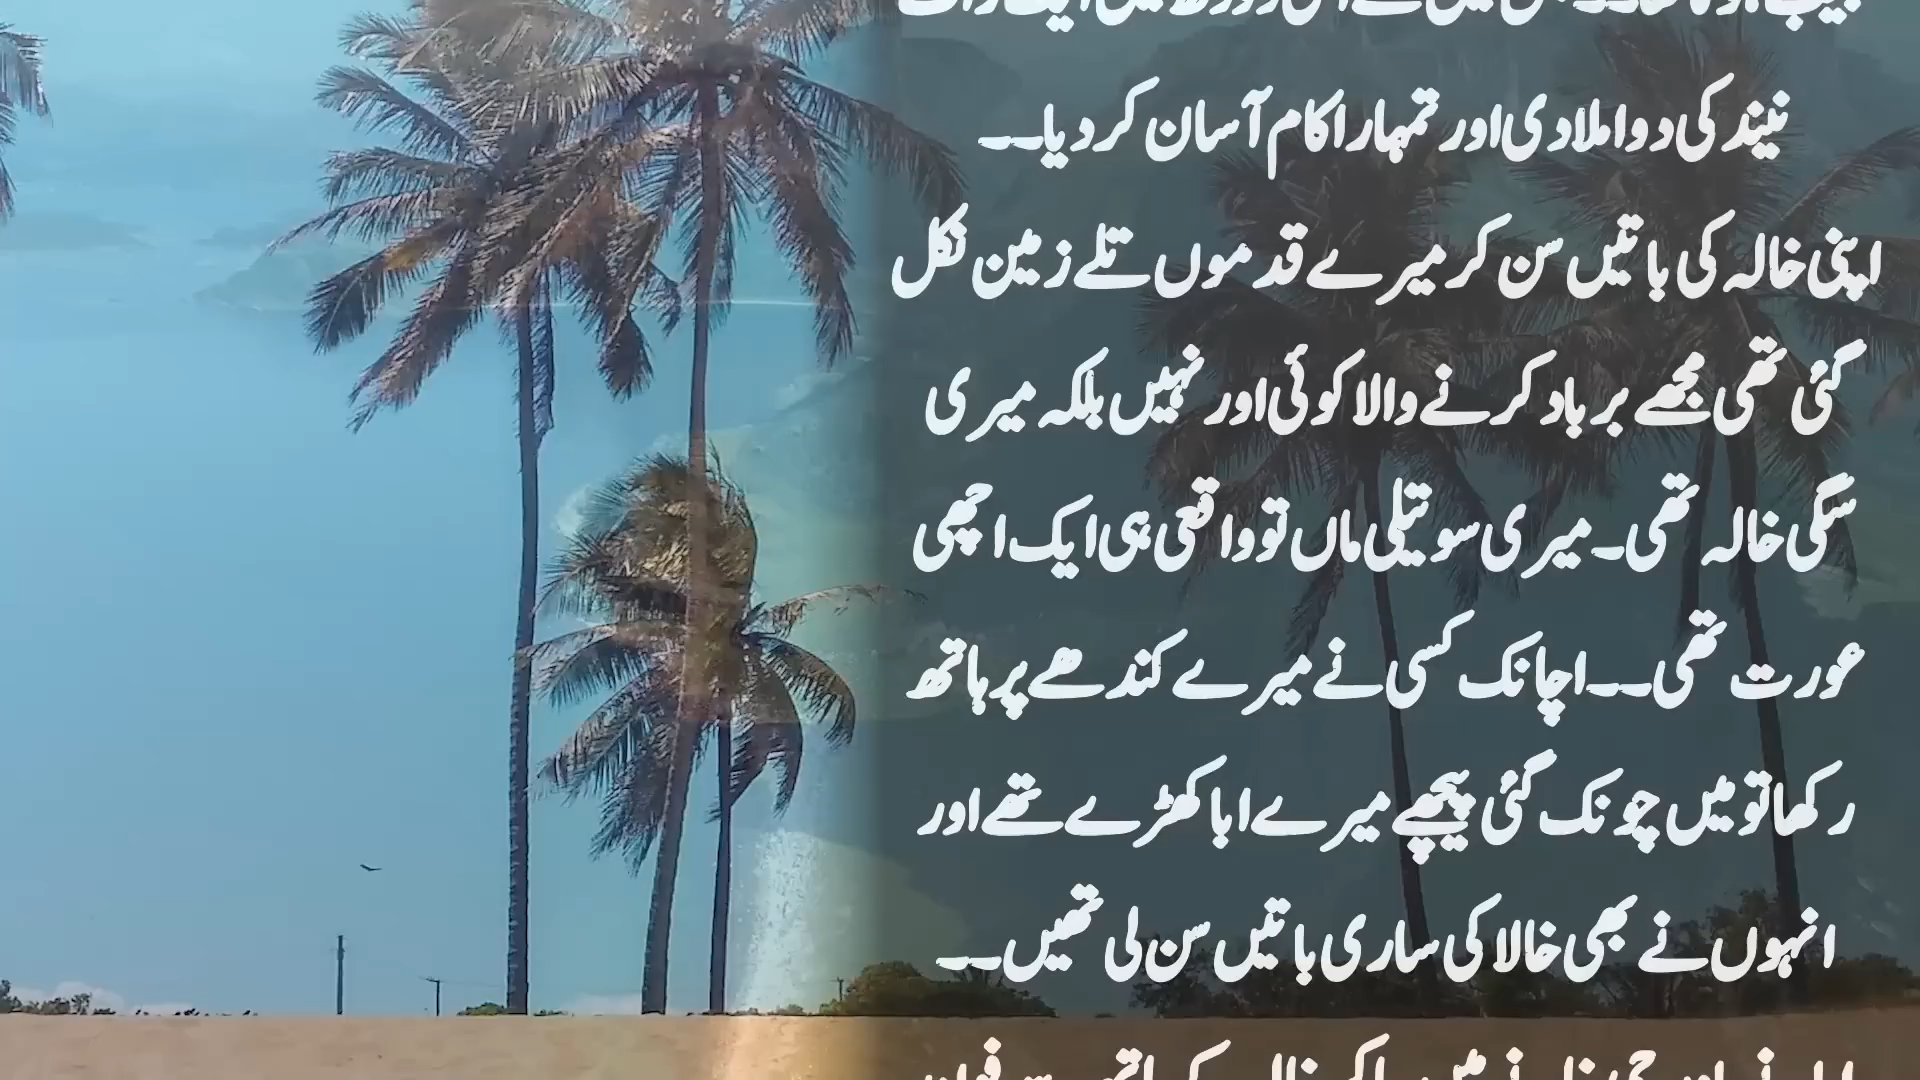 نیند کی دوا ملا دی اور تمہارا کام آسان کر دیا۔۔
اپنی خالہ کی باتیں سن کر میرے قدموں تلے زمین نکل
گئی تھی مجھے برباد کرنے والا کوئی اور نہیں بلکہ میری
سگی خالہ تھی۔ میری سوتیلی ماں تو واقعی ہی ایک اچھی
عورت تھی۔۔ اچانک کسی نے میرے کندھے پر ہاتھ
رکھا تو میں چونک گئی پیچھے میرے ابا کھڑے تھے اور
انہوں نے بھی خالا کی ساری باتیں سن لی تھیں۔۔